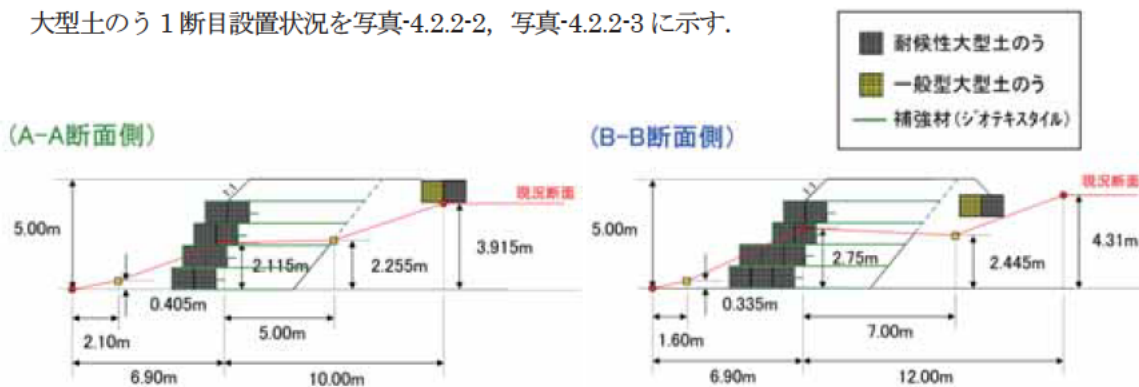 大型土のう 1 断目設置状況を写真-4.2.2-2，写真-4.2.2-3 に示す．
耐候性大型土のう
一般型大型土のう
補強材(ジオテキスタイル)
(A-A断面側)
(B-B断面側)
1:1
現況断面
5.00m
2.115m
2.255m
3.915m
0.405m
2.10m
5.00m
6.90m
10.00m
1:1
現況断面
5.00m
2.75m
2.445m
4.31m
0.335m
1.60m
7.00m
6.90m
12.00m